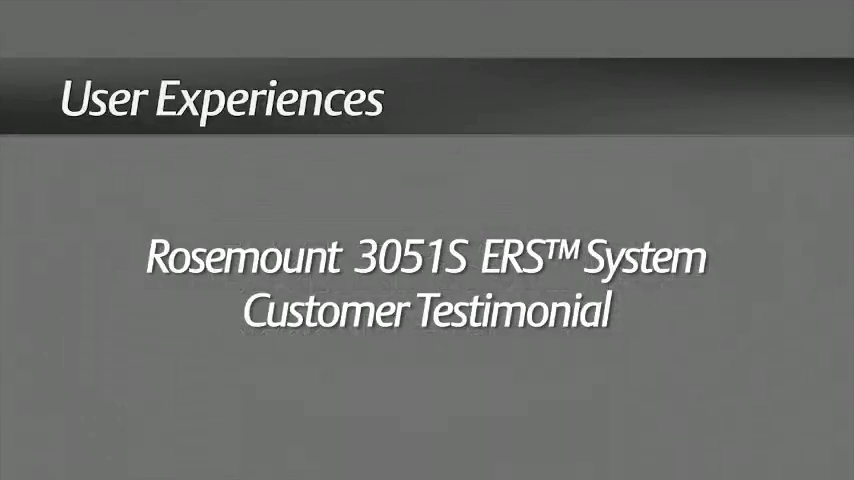 User Experiences
Rosemount 3051S ERS™ System
Customer Testimonial